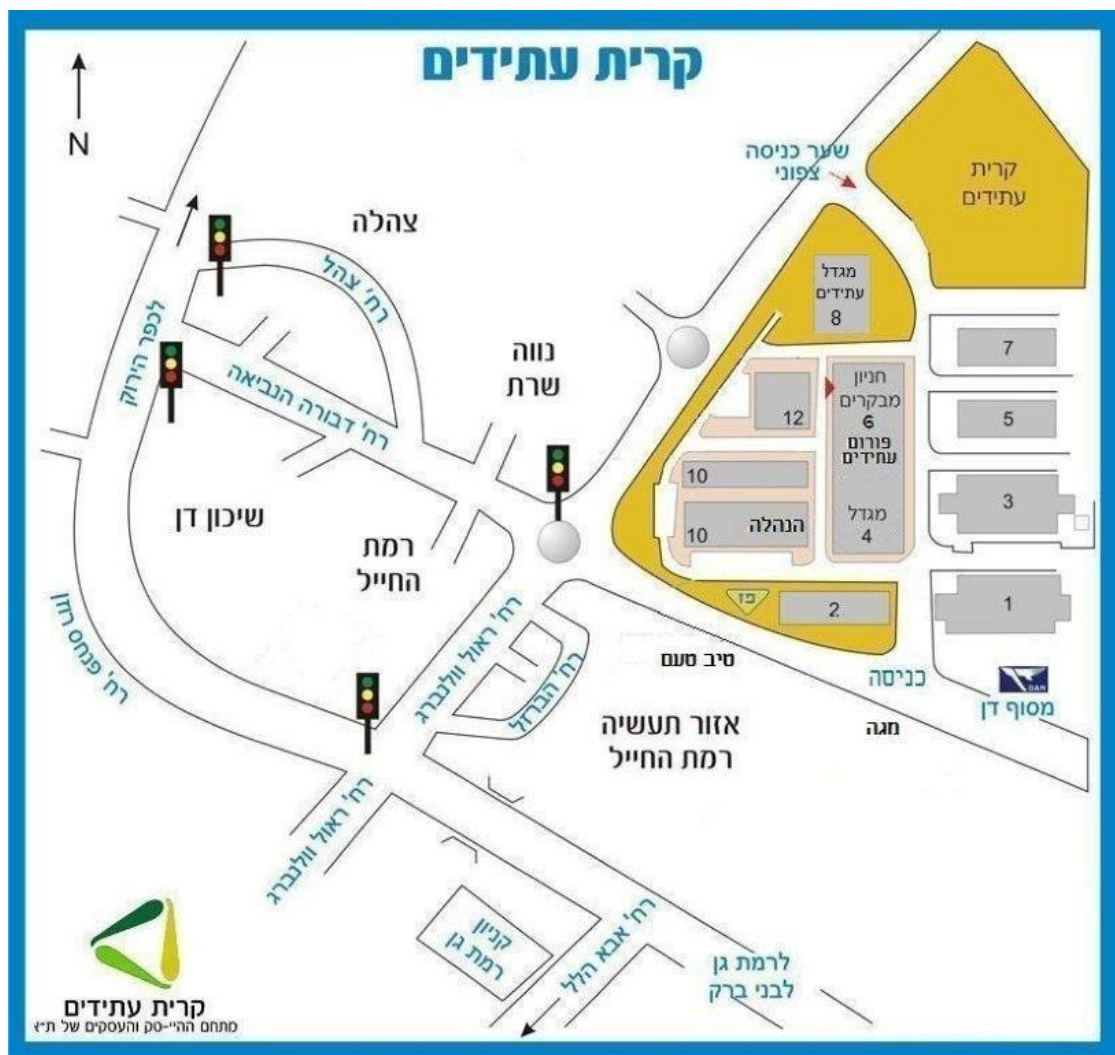 קרית עתידים
N
שער כניסה
צפוני
קרית
עתידים
צהלה
רח' צהל
מגדל
עתידים
8
לכפר הירוק
נווה
שרת
רח' דבורה הנביאה
7
חניון
מבקרים
6
פורום
עתידים
12
5
10
3
שיכון דן
מגדל
4
הנהלה
10
רמת
החייל
רח' פנחס רוזן
רח' ראול וולנברג
פז
2
1
רח' הברזל
טיב טעם
כניסה
DAN
מסוף דן
מגה
אזור תעשיה
רמת החייל
רח' ראול וולנברג
קניון
רמת גן
רח' אבא הלל
לרמת גן
לבני ברק
קרית עתידים
מתחם ההיי-טק והעסקים של ת"א